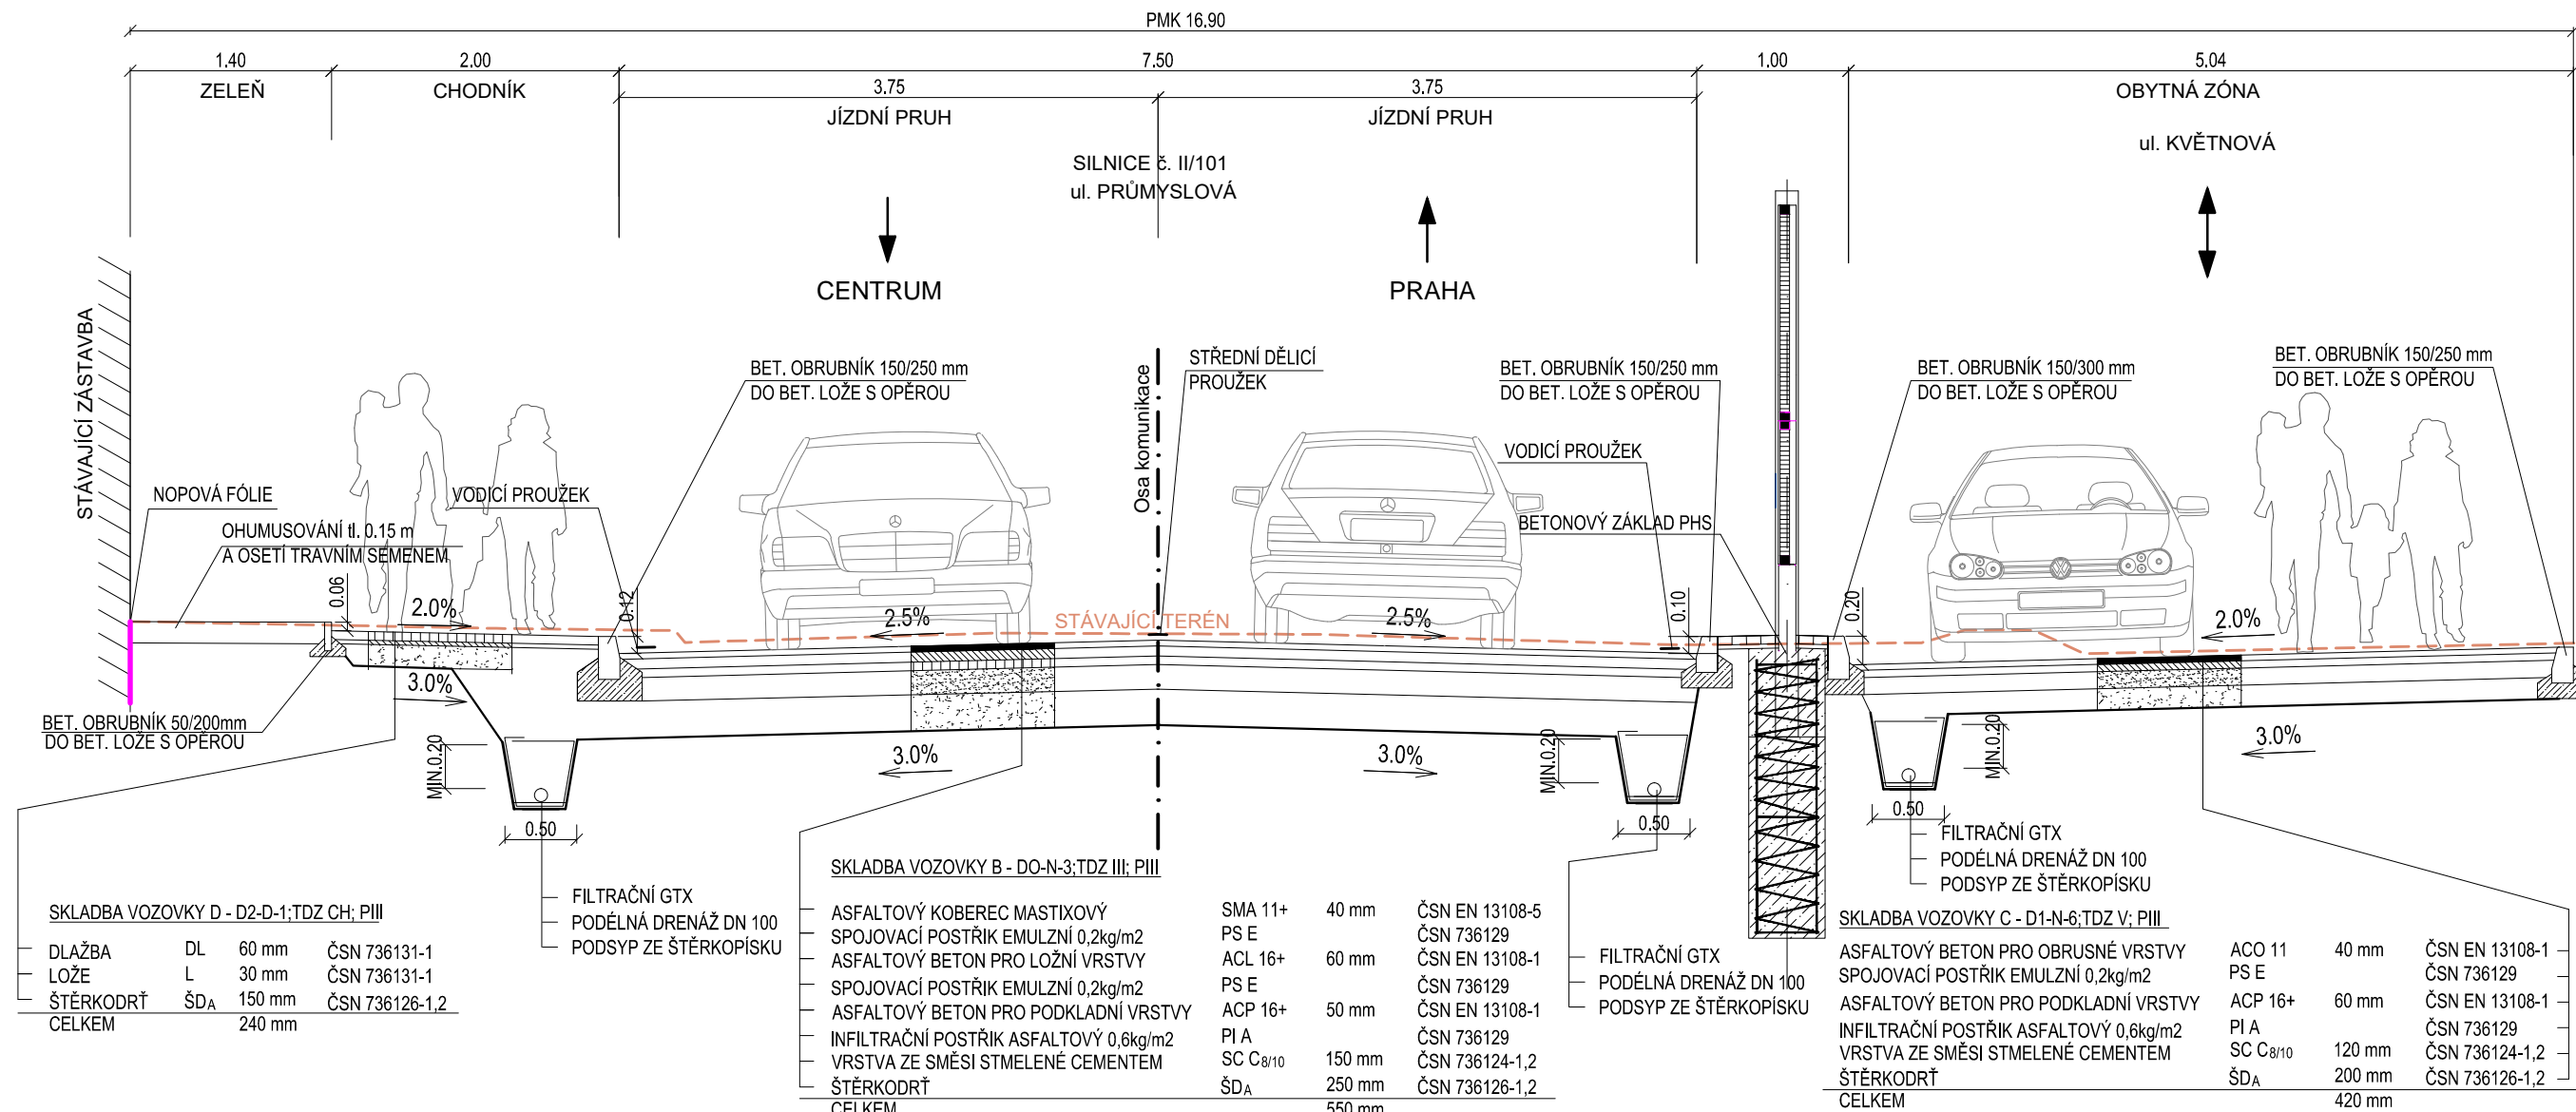 PMK 16.90
1.40 2.00 7.50 1.00 5.04
ZELEŇ CHODNÍK 3.75 3.75 OBYTNÁ ZÓNA
JÍZDNÍ PRUH JÍZDNÍ PRUH
ul. KVĚTNOVÁ
SILNICE č. II/101
ul. PRŮMYSLOVÁ
CENTRUM PRAHA
STÁVAJÍCÍ ZÁSTAVBA
BET. OBRUBNÍK 150/250 mm
DO BET. LOŽE S OPĚROU
Osa komunikace
STŘEDNÍ DĚLICÍ
PROUŽEK
BET. OBRUBNÍK 150/250 mm
DO BET. LOŽE S OPĚROU
BET. OBRUBNÍK 150/300 mm
DO BET. LOŽE S OPĚROU
BET. OBRUBNÍK 150/250 mm
DO BET. LOŽE S OPĚROU
VODICÍ PROUŽEK
NOPOVÁ FÓLIE
VODICÍ PROUŽEK
OHUMUSOVÁNÍ tl. 0.15 m
A OSETÍ TRAVNÍM SEMENEM
BETONOVÝ ZÁKLAD PHS
0.06
2.0%
0.12
2.5%
STÁVAJÍCÍ TERÉN
2.5%
0.10
0.20
2.0%
3.0%
BET. OBRUBNÍK 50/200mm
DO BET. LOŽE S OPĚROU
MIN.0.20
3.0%
3.0%
MIN.0.20
MIN.0.20
3.0%
0.50
0.50
0.50
FILTRAČNÍ GTX
PODÉLNÁ DRENÁŽ DN 100
PODSYP ZE ŠTĚRKOPÍSKU
FILTRAČNÍ GTX
PODÉLNÁ DRENÁŽ DN 100
PODSYP ZE ŠTĚRKOPÍSKU
FILTRAČNÍ GTX
PODÉLNÁ DRENÁŽ DN 100
PODSYP ZE ŠTĚRKOPÍSKU
SKLADBA VOZOVKY D - D2-D-1;TDZ CH; PIII
DLAŽBA DL 60 mm ČSN 736131-1
LOŽE L 30 mm ČSN 736131-1
ŠTĚRKODRŤ ŠDA 150 mm ČSN 736126-1,2
CELKEM 240 mm
SKLADBA VOZOVKY B - DO-N-3;TDZ III; PIII
ASFALTOVÝ KOBEREC MASTIXOVÝ SMA 11+ 40 mm ČSN EN 13108-5
SPOJOVACÍ POSTŘIK EMULZNÍ 0,2kg/m2 PS E ČSN 736129
ASFALTOVÝ BETON PRO LOŽNÍ VRSTVY ACL 16+ 60 mm ČSN EN 13108-1
SPOJOVACÍ POSTŘIK EMULZNÍ 0,2kg/m2 PS E ČSN 736129
ASFALTOVÝ BETON PRO PODKLADNÍ VRSTVY ACP 16+ 50 mm ČSN EN 13108-1
INFILTRAČNÍ POSTŘIK ASFALTOVÝ 0,6kg/m2 PI A ČSN 736129
VRSTVA ZE SMĚSI STMELENÉ CEMENTEM SC C8/10 150 mm ČSN 736124-1,2
ŠTĚRKODRŤ ŠDA 250 mm ČSN 736126-1,2
CELKEM 550 mm
SKLADBA VOZOVKY C - D1-N-6;TDZ V; PIII
ASFALTOVÝ BETON PRO OBRUSNÉ VRSTVY ACO 11 40 mm ČSN EN 13108-1
SPOJOVACÍ POSTŘIK EMULZNÍ 0,2kg/m2 PS E ČSN 736129
ASFALTOVÝ BETON PRO PODKLADNÍ VRSTVY ACP 16+ 60 mm ČSN EN 13108-1
INFILTRAČNÍ POSTŘIK ASFALTOVÝ 0,6kg/m2 PI A ČSN 736129
VRSTVA ZE SMĚSI STMELENÉ CEMENTEM SC C8/10 120 mm ČSN 736124-1,2
ŠTĚRKODRŤ ŠDA 200 mm ČSN 736126-1,2
CELKEM 420 mm